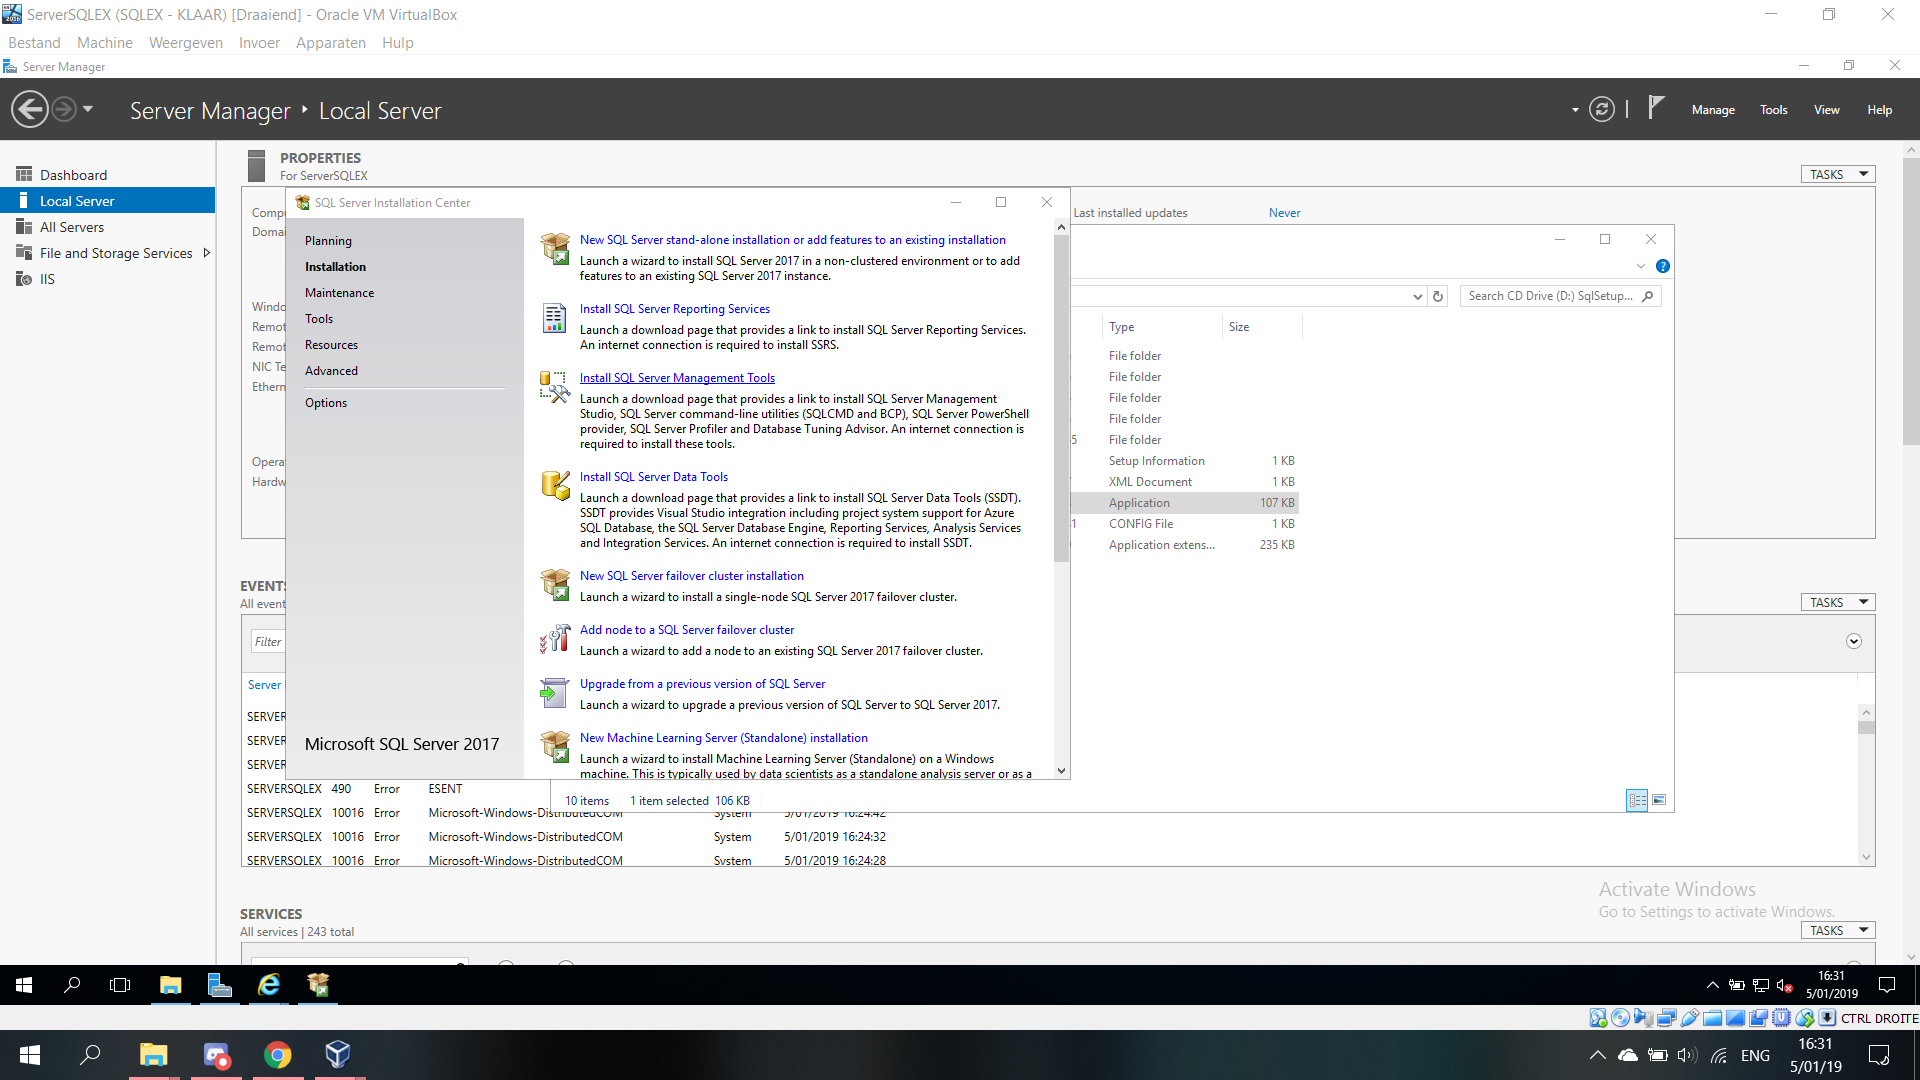 ServerSQLEX (SQLEX - KLAAR) [Draaiend] - Oracle VM VirtualBox
Bestand Machine Weergeven Invoer Apparaten Hulp
Server Manager
Server Manager Local Server
Manage Tools View Help
Dashboard
Local Server
All Servers
File and Storage Services
IIS
PROPERTIES
For ServerSQLEX
TASKS
Last installed updates Never
SQL Server Installation Center
Planning
Installation
Maintenance
Tools
Resources
Advanced
Options
Microsoft SQL Server 2017
New SQL Server stand-alone installation or add features to an existing installation
Launch a wizard to install SQL Server 2017 in a non-clustered environment or to add
features to an existing SQL Server 2017 instance.
Install SQL Server Reporting Services
Launch a download page that provides a link to install SQL Server Reporting Services.
An internet connection is required to install SSRS.
Install SQL Server Management Tools
Launch a download page that provides a link to install SQL Server Management
Studio, SQL Server command-line utilities (SQLCMD and BCP), SQL Server PowerShell
provider, SQL Server Profiler and Database Tuning Advisor. An internet connection is
required to install these tools.
Install SQL Server Data Tools
Launch a download page that provides a link to install SQL Server Data Tools (SSDT).
SSDT provides Visual Studio integration including project system support for Azure
SQL Database, the SQL Server Database Engine, Reporting Services, Analysis Services
and Integration Services. An internet connection is required to install SSDT.
New SQL Server failover cluster installation
Launch a wizard to install a single-node SQL Server 2017 failover cluster.
Add node to a SQL Server failover cluster
Launch a wizard to add a node to an existing SQL Server 2017 failover cluster.
Upgrade from a previous version of SQL Server
Launch a wizard to upgrade a previous version of SQL Server to SQL Server 2017.
New Machine Learning Server (Standalone) installation
Launch a wizard to install Machine Learning Server (Standalone) on a Windows
machine. This is typically used by data scientists as a standalone analysis server or as a
Search CD Drive (D:) SqlSetup...
Type Size
File folder
File folder
File folder
File folder
File folder
Setup Information 1 KB
XML Document 1 KB
Application 107 KB
CONFIG File 1 KB
Application extens... 235 KB
10 items 1 item selected 106 KB
Compu
Domai
Windo
Remot
Remot
NIC Te
Ethern
Opera
Hardw
EVENTS
All event
TASKS
Filter
Server
SERVER
SERVER
SERVER
SERVERSQLEX 490 Error ESENT
SERVERSQLEX 10016 Error Microsoft-Windows-DistributedCOM System 5/01/2019 16:24:42
SERVERSQLEX 10016 Error Microsoft-Windows-DistributedCOM System 5/01/2019 16:24:32
SERVERSQLEX 10016 Error Microsoft-Windows-DistributedCOM System 5/01/2019 16:24:28
Activate Windows
Go to Settings to activate Windows.
SERVICES
All services | 243 total
TASKS
16:31
5/01/2019
CTRL DROITE
ENG
16:31
5/01/19